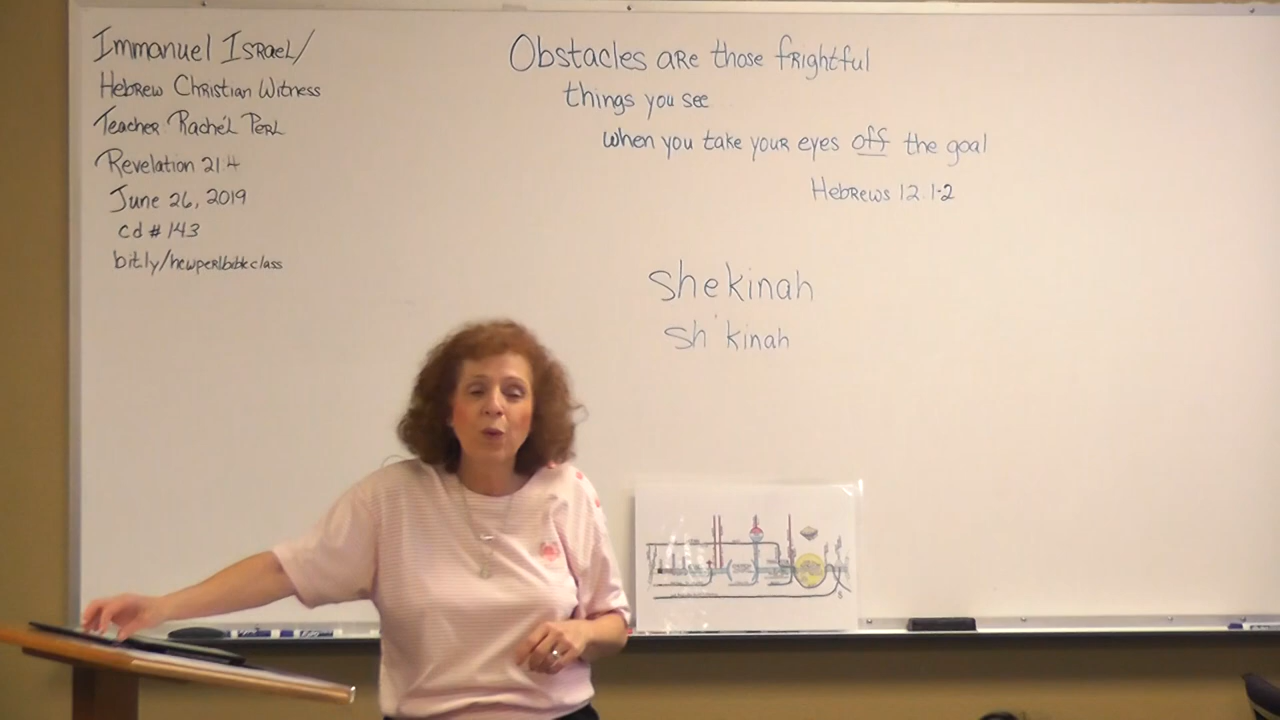 Immanuel Israel/
Hebrew Christian Witness
Teacher: Rachél Perl
Revelation 21:4
June 26, 2019
cd # 143
bit.ly/newperlbibleclass
Obstacles are those frightful
things you see
when you take your eyes off the goal
Hebrews 12:1-2
shekinah
sh'kinah